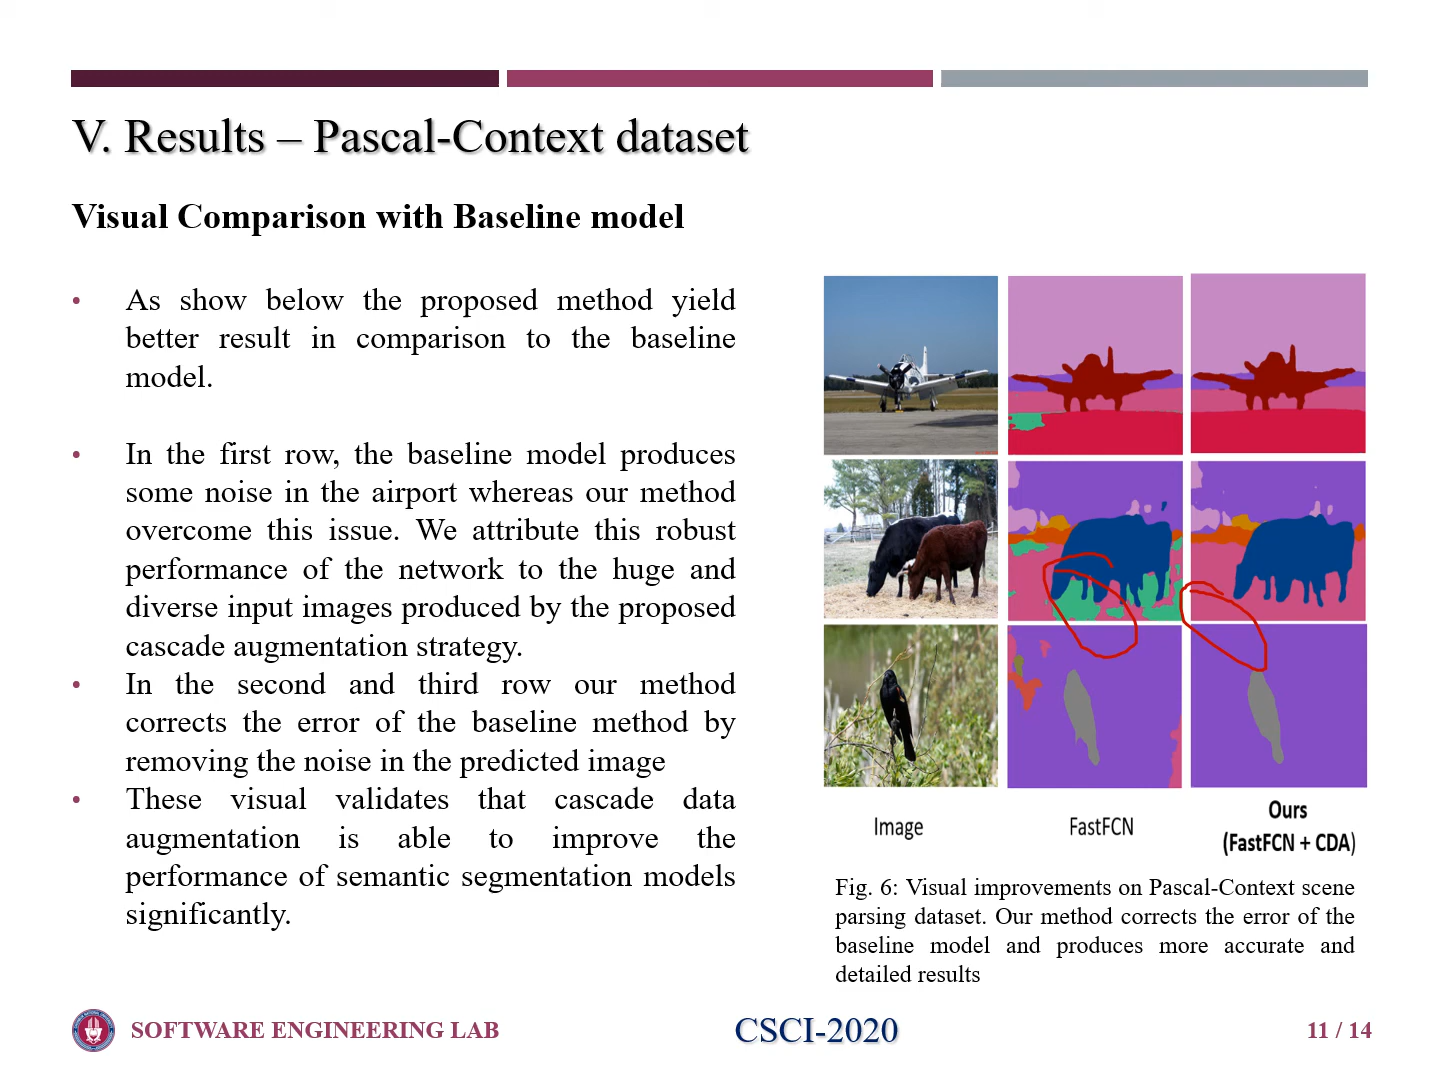 V. Results – Pascal-Context dataset
Visual Comparison with Baseline model
• As show below the proposed method yield
better result in comparison to the baseline
model.
• In the first row, the baseline model produces
some noise in the airport whereas our method
overcome this issue. We attribute this robust
performance of the network to the huge and
diverse input images produced by the proposed
cascade augmentation strategy.
• In the second and third row our method
corrects the error of the baseline method by
removing the noise in the predicted image
• These visual validates that cascade data
augmentation is able to improve the
performance of semantic segmentation models
significantly.
Image
FastFCN
Ours
(FastFCN + CDA)
Fig. 6: Visual improvements on Pascal-Context scene
parsing dataset. Our method corrects the error of the
baseline model and produces more accurate and
detailed results
SOFTWARE ENGINEERING LAB
CSCI-2020
11 / 14